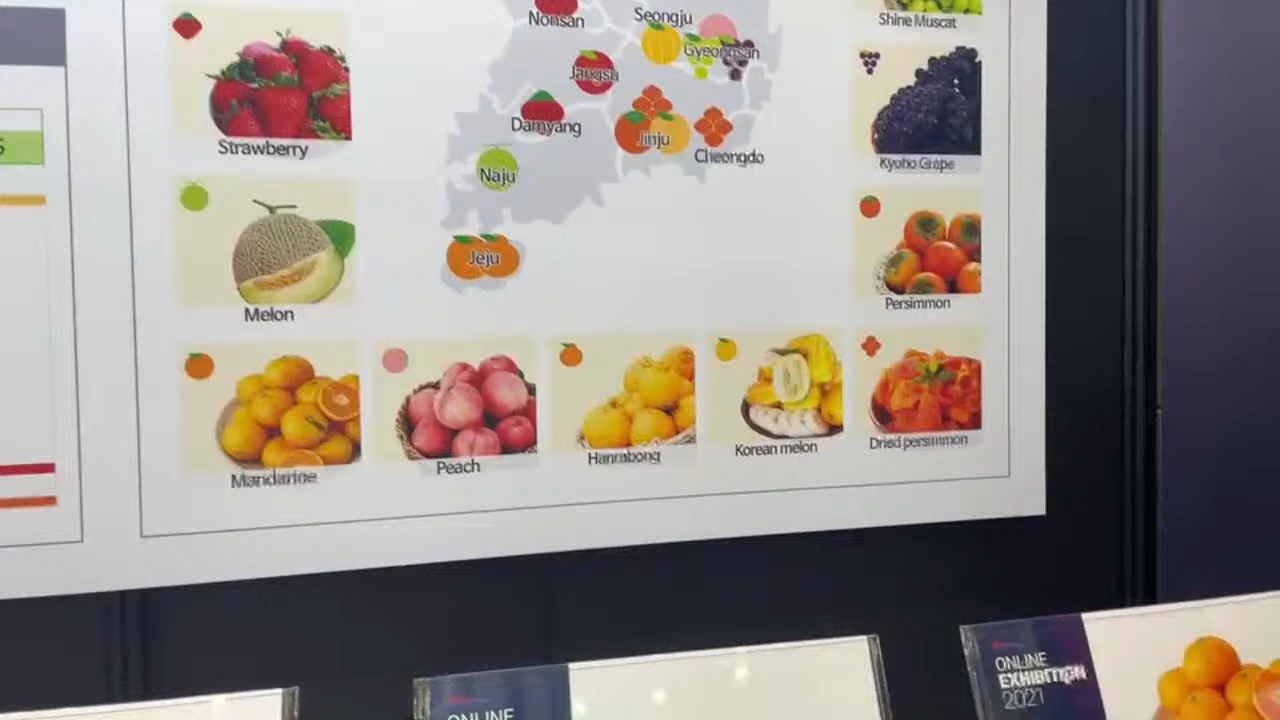 Nonsan
Seongju
Gyeongsan
Shine Muscat
Jangsu
Damyang
Jinju
Cheongdo
Strawberry
Kyoho Grape
Naju
Jeju
Melon
Persimmon
Mandarine
Peach
Hanrabong
Korean melon
Dried persimmon
5
ONLINE
ONLINE
EXHIBITION
2021